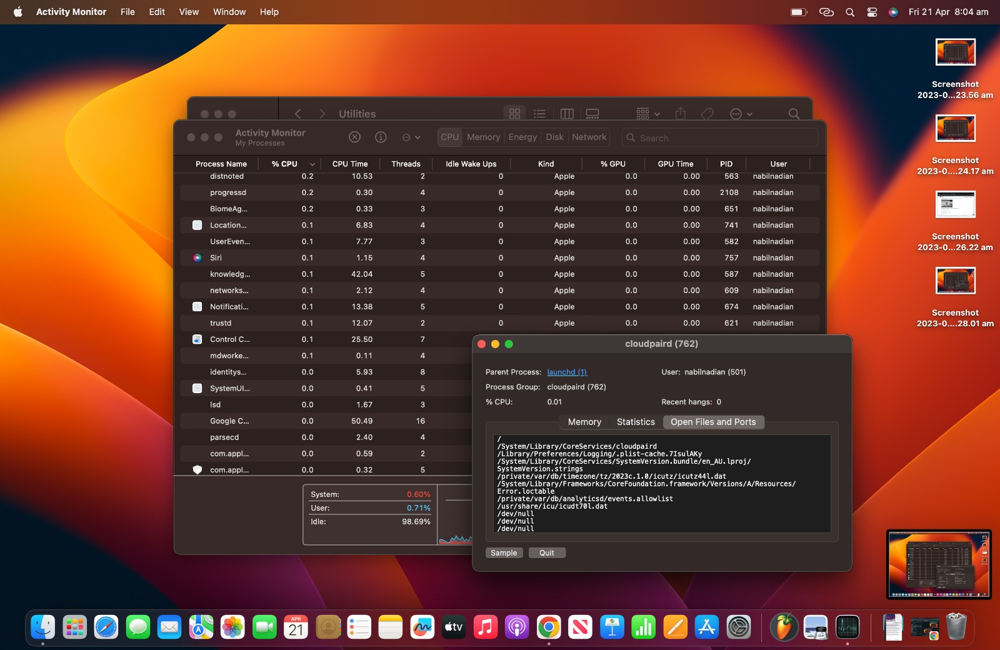 Activity Monitor File Edit View Window Help Fri 21 Apr 8:04 am
Screenshot
2023-0...23.56 am
Screenshot
2023-0....24.17 am
Screenshot
2023-0...26.22 am
Screenshot
2023-0....28.01 am
Utilities
Activity Monitor
My Processes
CPU Memory Energy Disk Network Search
Process Name % CPU CPU Time Threads Idle Wake Ups Kind % GPU GPU Time PID User
distnoted 0.2 10.53 2 0 Apple 0.0 0.00 563 nabilnadian
progressd 0.2 0.30 4 0 Apple 0.0 0.00 2108 nabilnadian
BiomeAg... 0.2 0.33 3 0 Apple 0.0 0.00 651 nabilnadian
Location... 0.1 6.83 4 0 Apple 0.0 0.00 741 nabilnadian
UserEven... 0.1 7.77 3 0 Apple 0.0 0.00 582 nabilnadian
Siri 0.1 1.15 4 0 Apple 0.0 0.00 757 nabilnadian
knowledg... 0.1 42.04 5 0 Apple 0.0 0.00 587 nabilnadian
networks... 0.1 2.12 4 0 Apple 0.0 0.00 609 nabilnadian
Notificati... 0.1 13.38 5 0 Apple 0.0 0.00 674 nabilnadian
trustd 0.1 12.07 2 0 Apple 0.0 0.00 621 nabilnadian
Control C... 0.1 25.50 7
mdworke... 0.1 0.11 4
identitys... 0.0 5.93 8
SystemUI... 0.0 0.41 5
lsd 0.0 1.67 3
Google C... 0.0 50.49 16
parsecd 0.0 2.40 4
com.appl... 0.0 0.59 2
com.appl... 0.0 0.32 5
System: 0.60%
User: 0.71%
Idle: 98.69%
cloudpaird (762)
Parent Process: launchd (1) User: nabilnadian (501)
Process Group: cloudpaird (762)
% CPU: 0.01 Recent hangs: 0
Memory Statistics Open Files and Ports
/
/System/Library/CoreServices/cloudpaird
/Library/Preferences/Logging/.plist-cache.7IsulAKy
/System/Library/CoreServices/SystemVersion.bundle/en_AU.lproj/
SystemVersion.strings
/private/var/db/timezone/tz/2023c.1.0/icutz/icutz44l.dat
/System/Library/Frameworks/CoreFoundation.framework/Versions/A/Resources/
Error.loctable
/private/var/db/analyticsd/events.allowlist
/usr/share/icu/icudt70l.dat
/dev/null
/dev/null
/dev/null
Sample Quit
APR
21
tv